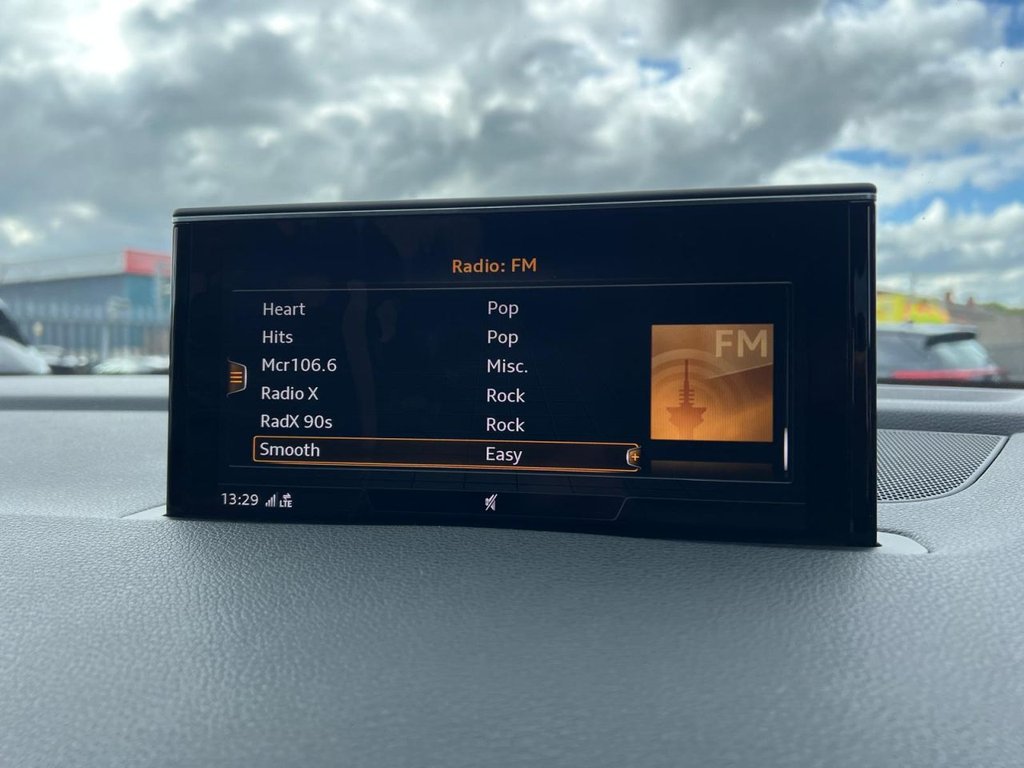 Radio: FM
Heart Pop
Hits Pop
Mcr106.6 Misc.
Radio X Rock
RadX 90s Rock
Smooth Easy
FM
13:29 LTE